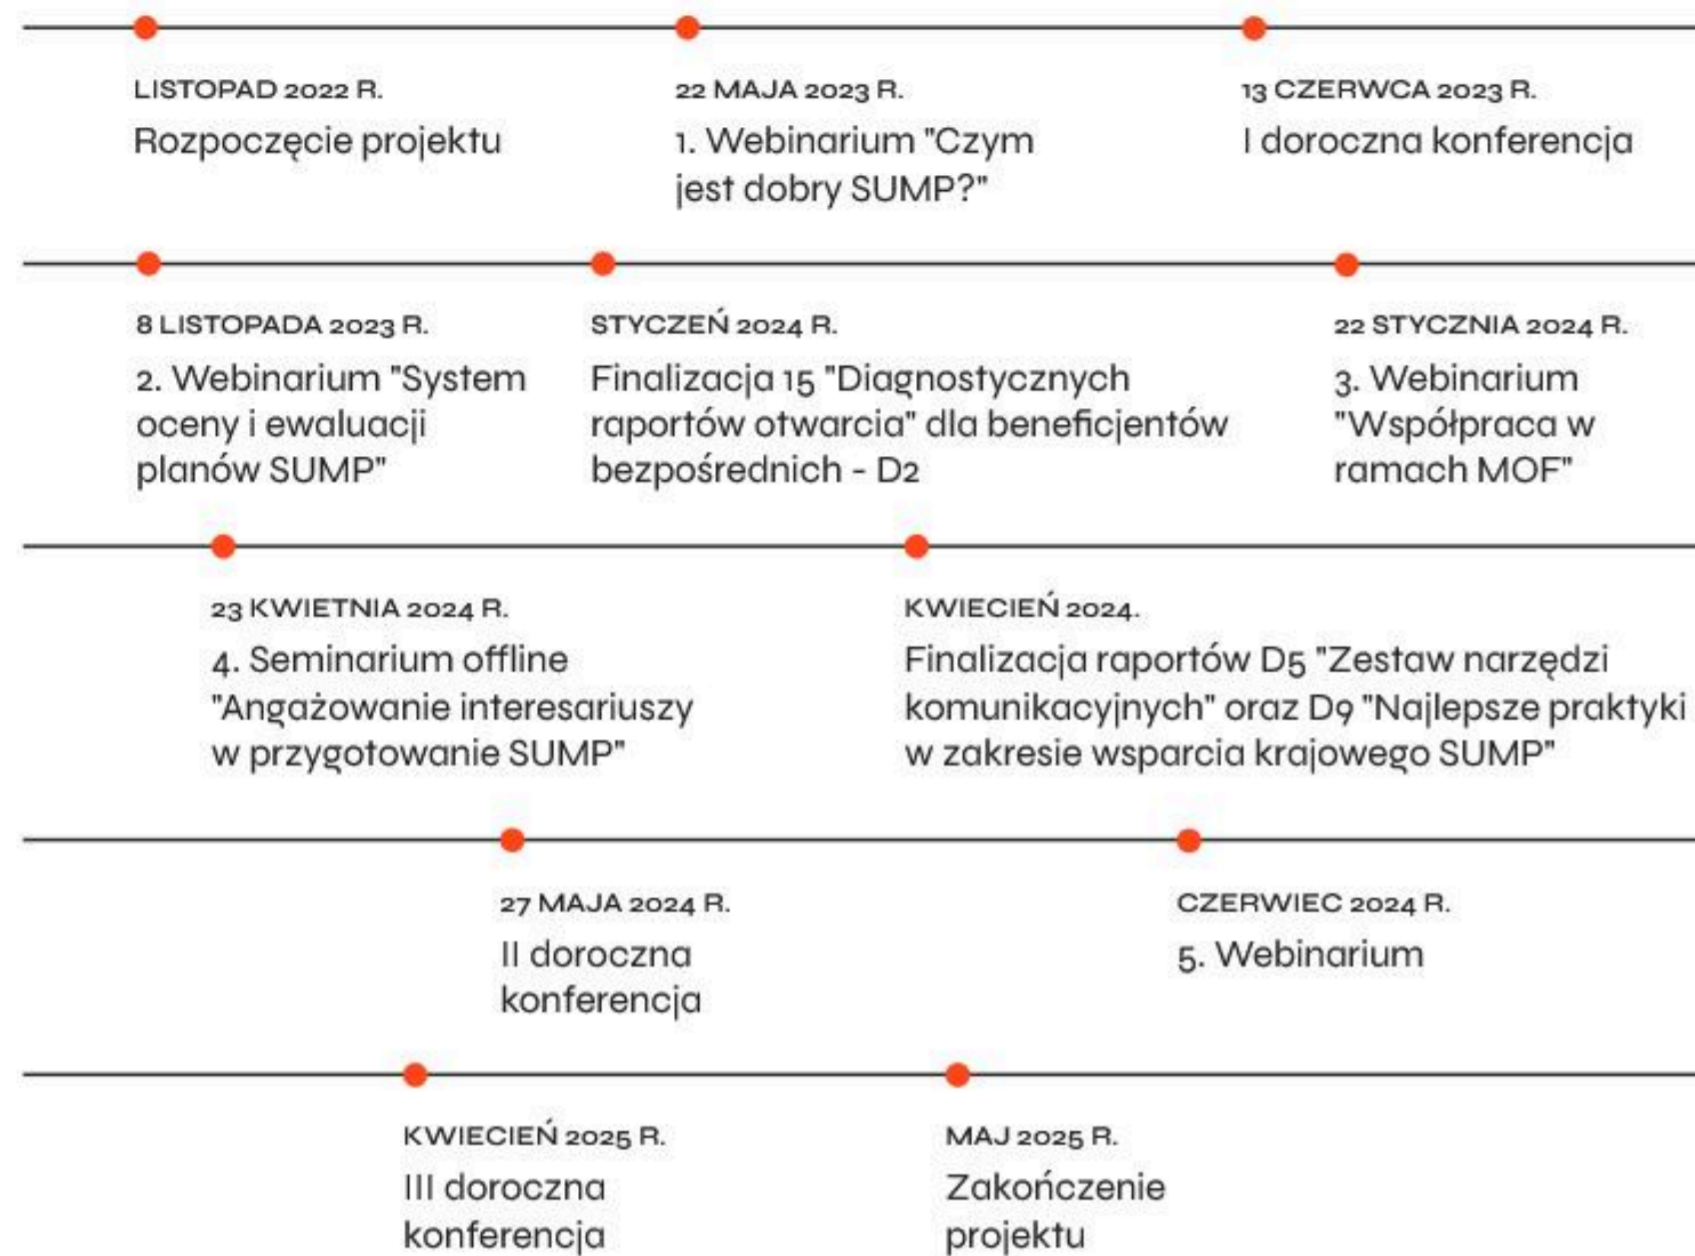 LISTOPAD 2022 R.
Rozpoczęcie projektu
22 MAJA 2023 R.
1. Webinarium "Czym
jest dobry SUMP?"
13 CZERWCA 2023 R.
I doroczna konferencja
8 LISTOPADA 2023 R.
2. Webinarium "System
oceny i ewaluacji
planów SUMP"
STYCZEŃ 2024 R.
Finalizacja 15 "Diagnostycznych
raportów otwarcia" dla beneficjentów
bezpośrednich - D2
22 STYCZNIA 2024 R.
3. Webinarium
"Współpraca w
ramach MOF"
23 KWIETNIA 2024 R.
4. Seminarium offline
"Angażowanie interesariuszy
w przygotowanie SUMP"
KWIECIEŃ 2024.
Finalizacja raportów D5 "Zestaw narzędzi
komunikacyjnych" oraz D9 "Najlepsze praktyki
w zakresie wsparcia krajowego SUMP"
27 MAJA 2024 R.
II doroczna
konferencja
CZERWIEC 2024 R.
5. Webinarium
KWIECIEŃ 2025 R.
III doroczna
konferencja
MAJ 2025 R.
Zakończenie
projektu